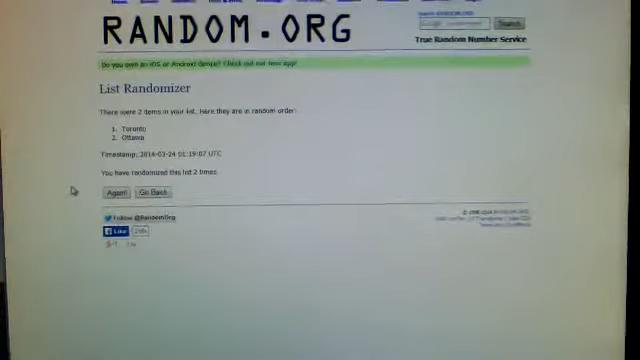 RANDOM.ORG
Search RANDOM.ORG
Search
True Random Number Service
Do you own an iOS or Android device? Check out our new app!
List Randomizer
There were 2 items in your list. Here they are in random order:
1. Toronto
2. Ottawa
Timestamp: 2014-03-24 01:19:07 UTC
You have randomized this list 2 times.
Again! Go Back
Follow @RandomOrg
Like